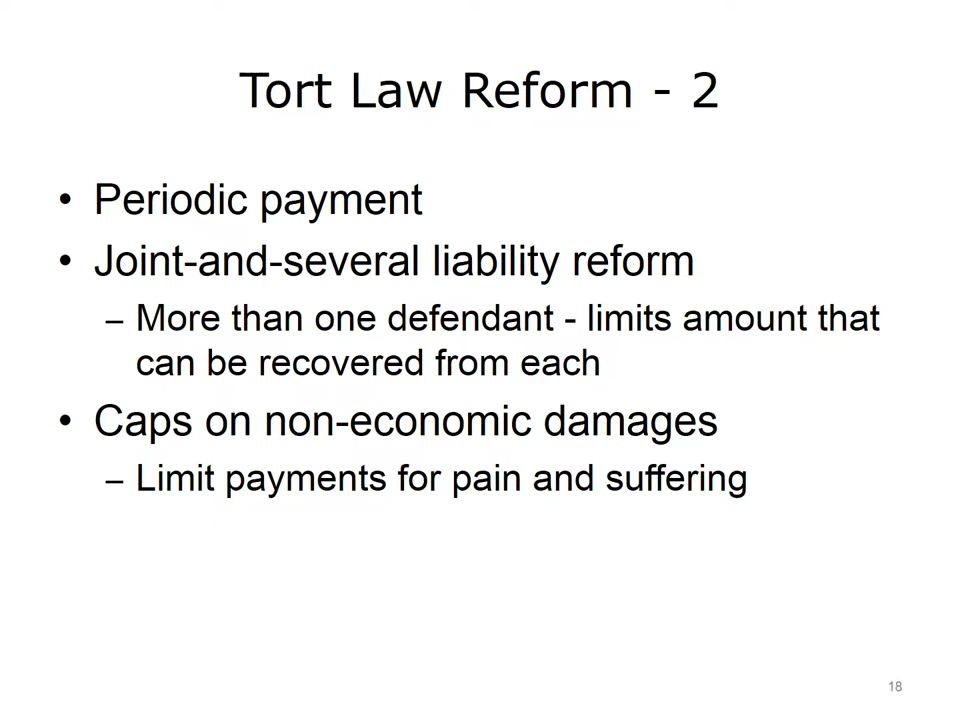 Tort Law Reform - 2
• Periodic payment
• Joint-and-several liability reform
– More than one defendant - limits amount that
can be recovered from each
• Caps on non-economic damages
– Limit payments for pain and suffering
18